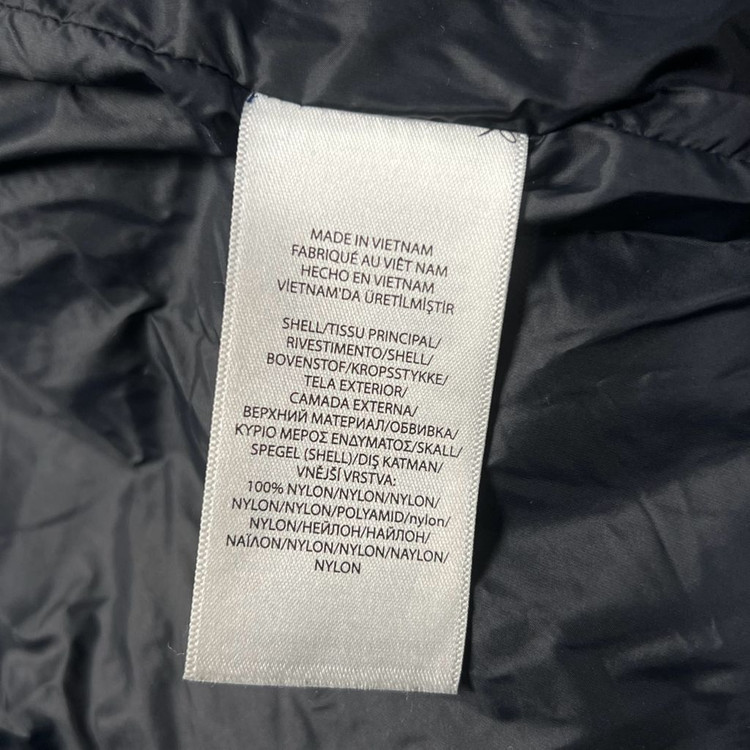 MADE IN VIETNAM
FABRIQUÉ AU VIÊT NAM
HECHO EN VIETNAM
VİETNAM'DA ÜRETİLMİŞTİR
SHELL/TISSU PRINCIPAL/
RIVESTIMENTO/SHELL/
BOVENSTOF/KROPSSTYKKE/
TELA EXTERIOR/
CAMADA EXTERNA/
ВЕРХНИЙ МАТЕРИАЛ/ОБВИВКА/
ΚΥΡΙΟ ΜΕΡΟΣ ΕΝΔΥΜΑΤΟΣ/SKALL/
SPEGEL (SHELL)/DIŞ KATMAN/
VNĚJŠÍ VRSTVA:
100% NYLON/NYLON/NYLON/
NYLON/NYLON/POLYAMID/nylon/
NYLON/НЕЙЛОН/НАЙЛОН/
ΝΑΪΛΟΝ/NYLON/NYLON/NAYLON/
NYLON